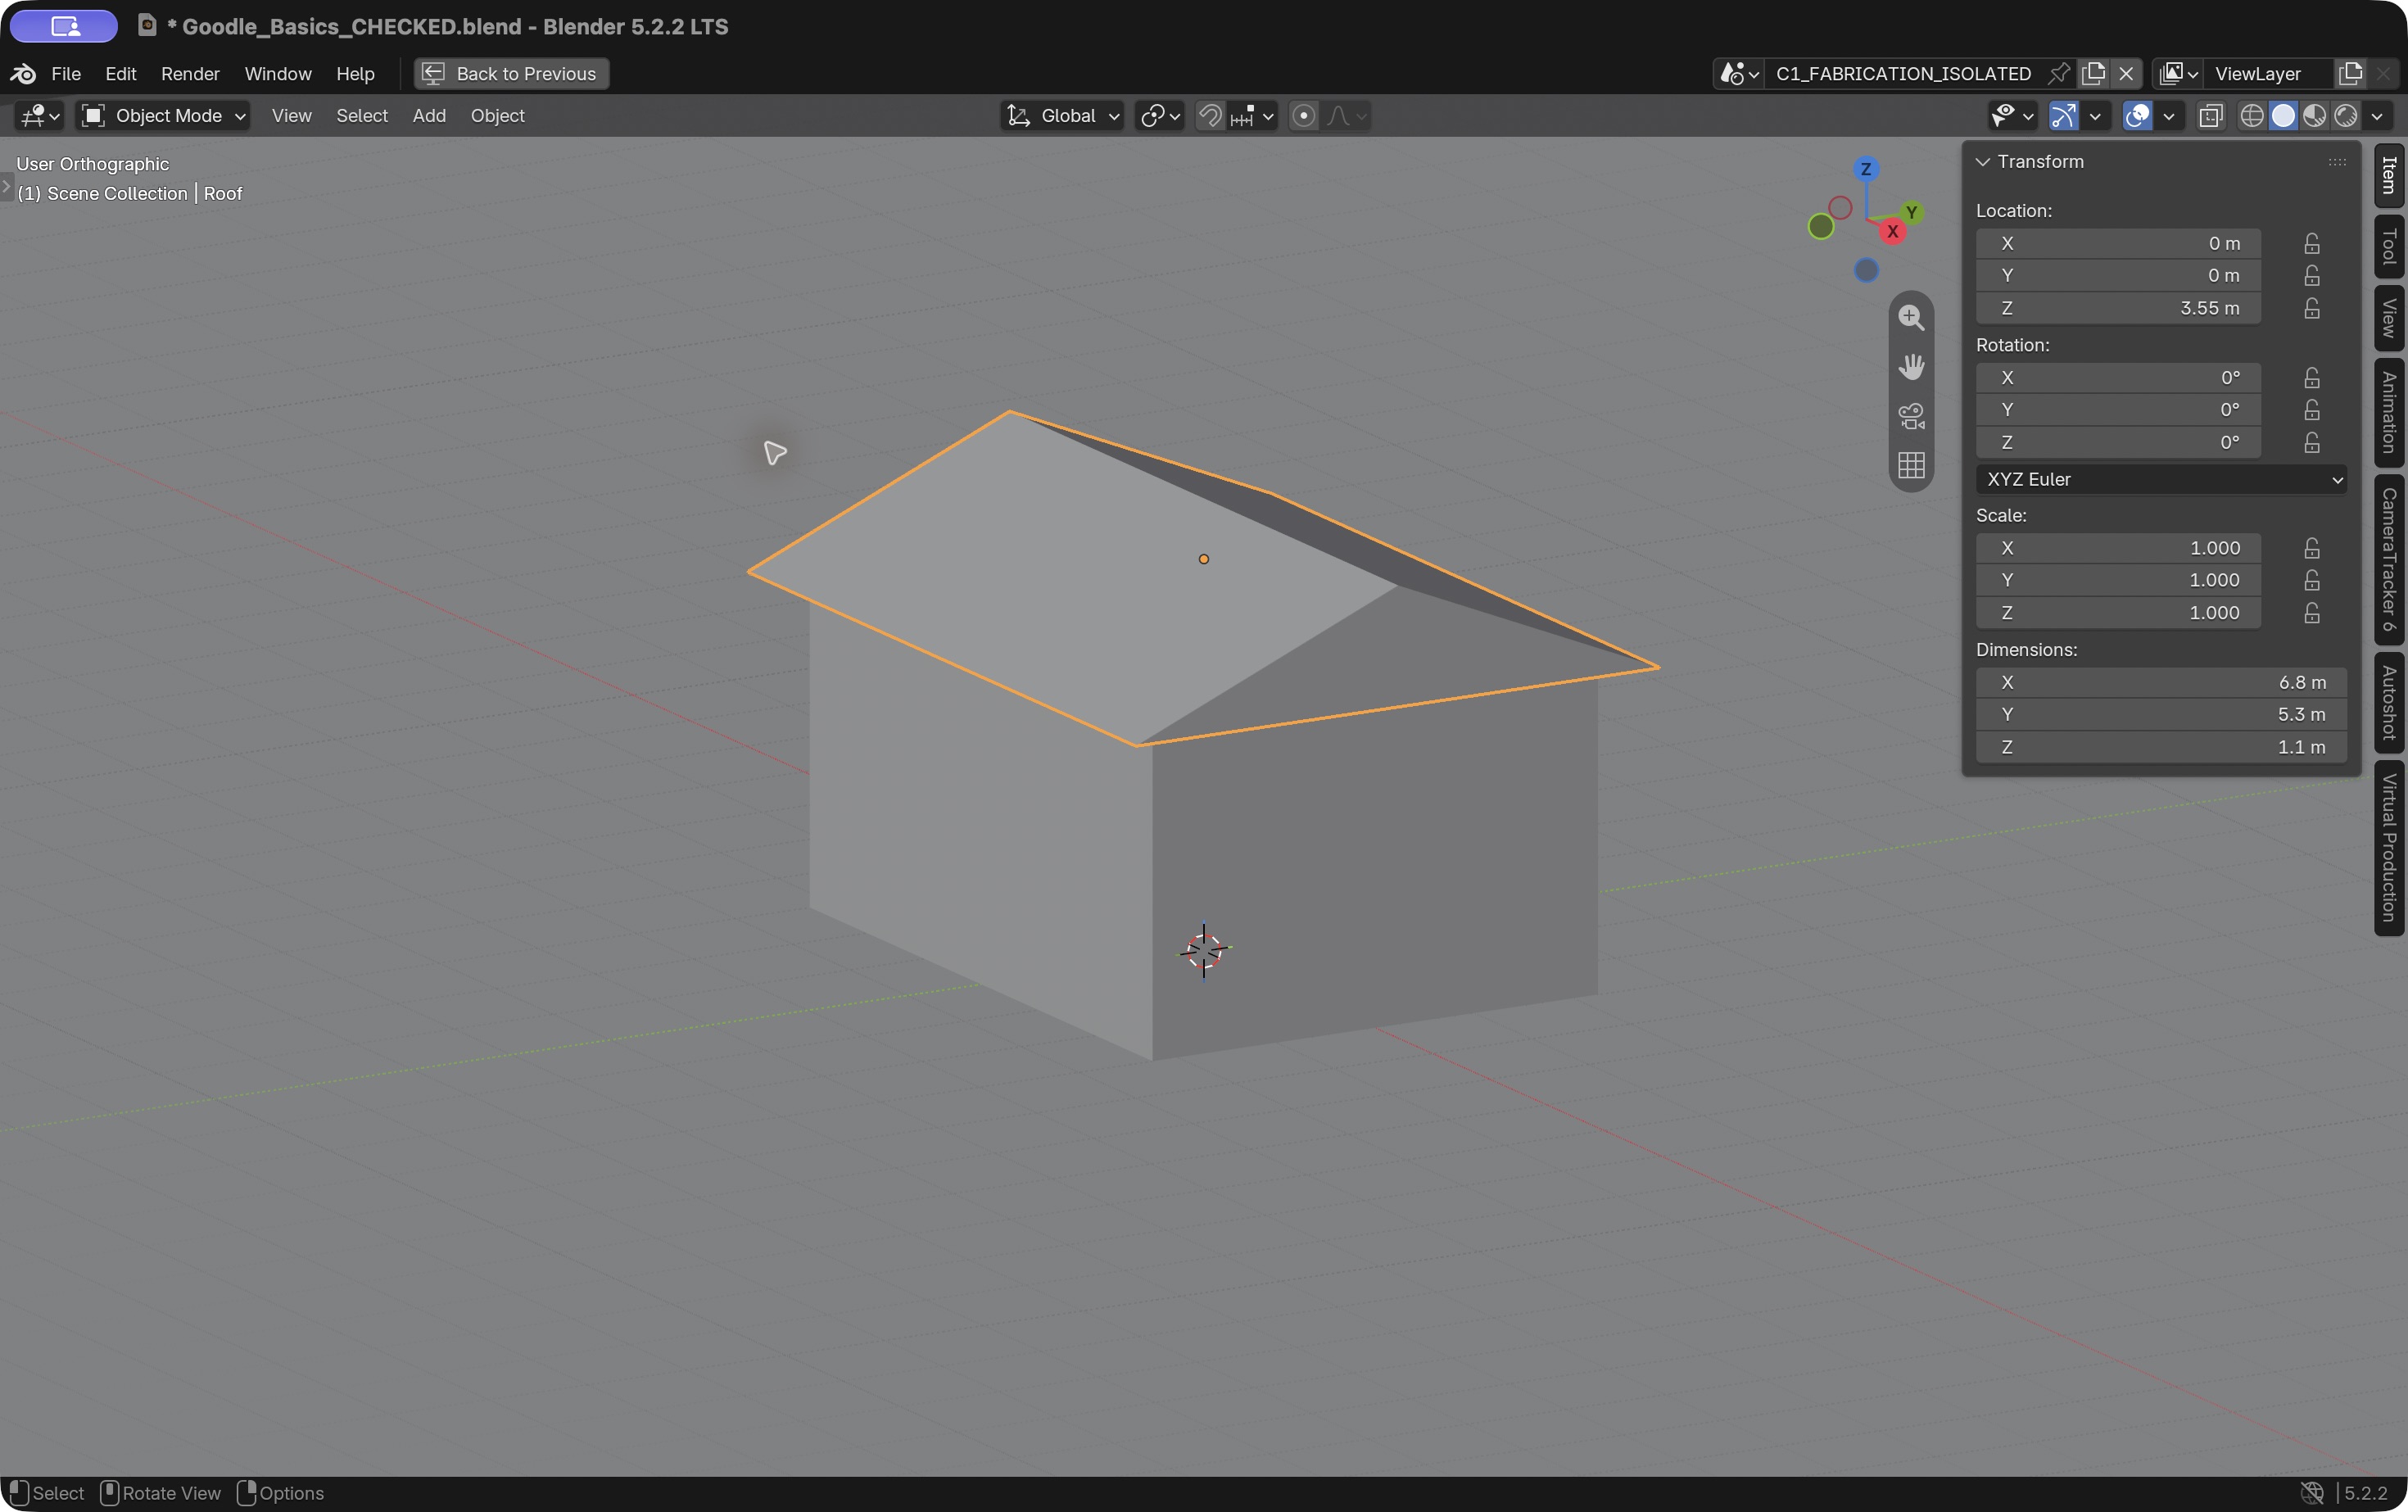 * Goodle_Basics_CHECKED.blend - Blender 5.2.2 LTS
File Edit Render Window Help Back to Previous C1_FABRICATION_ISOLATED ViewLayer
Object Mode View Select Add Object Global
User Orthographic
(1) Scene Collection | Roof
Z
Y
X
Transform
Location:
X 0 m
Y 0 m
Z 3.55 m
Rotation:
X 0°
Y 0°
Z 0°
XYZ Euler
Scale:
X 1.000
Y 1.000
Z 1.000
Dimensions:
X 6.8 m
Y 5.3 m
Z 1.1 m
Item
Tool
View
Animation
CameraTracker 6
Autoshot
Virtual Production
Select Rotate View Options 5.2.2